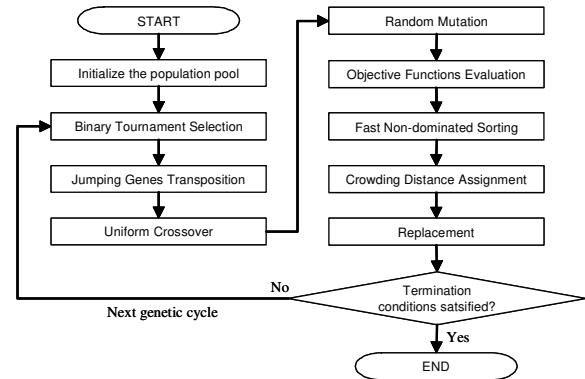 START
Initialize the population pool
Binary Tournament Selection
Jumping Genes Transposition
Uniform Crossover
Random Mutation
Objective Functions Evaluation
Fast Non-dominated Sorting
Crowding Distance Assignment
Replacement
Termination
conditions satsified?
No
Next genetic cycle
Yes
END